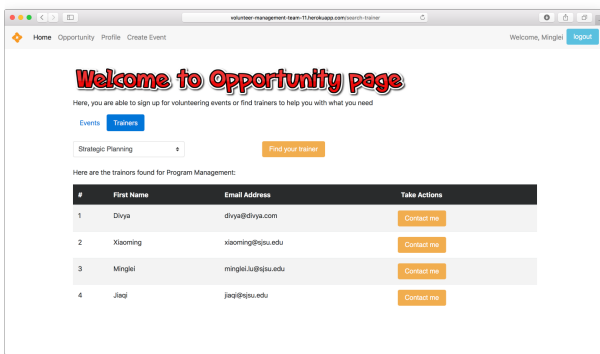 volunteer-management-team-11.herokuapp.com/search-trainer
Home Opportunity Profile Create Event Welcome, Minglei logout
Welcome to Opportunity page
Here, you are able to sign up for volunteering events or find trainers to help you with what you need
Events Trainers
Strategic Planning Find your trainer
Here are the trainors found for Program Management:
# First Name Email Address Take Actions
1 Divya divya@divya.com Contact me
2 Xiaoming xiaoming@sjsu.edu Contact me
3 Minglei minglei.lu@sjsu.edu Contact me
4 Jiaqi jiaqi@sjsu.edu Contact me